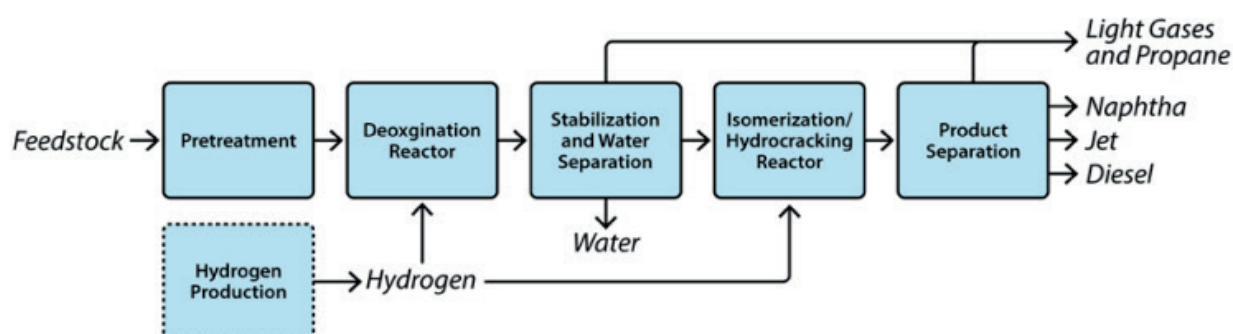 Light Gases
and Propane
Feedstock
Pretreatment
Deoxgination
Reactor
Stabilization
and Water
Separation
Isomerization/
Hydrocracking
Reactor
Product
Separation
Naphtha
Jet
Diesel
Water
Hydrogen
Production
Hydrogen